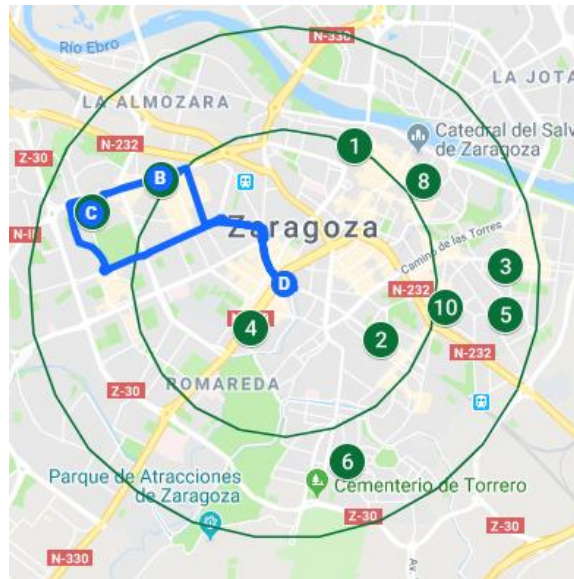 N-330
Río Ebro
LA JOTA
LA ALMOZARA
Catedral del Salv
de Zaragoza
N-232
Z-30
1
B
8
C
Zaragoza
N-II
Camino de las Torres
3
D
N-232
10
5
4
2
N-232
ROMAREDA
Z-30
6
Parque de Atracciones
de Zaragoza
Cementerio de Torrero
Z-30
Z-30
N-330
Av.